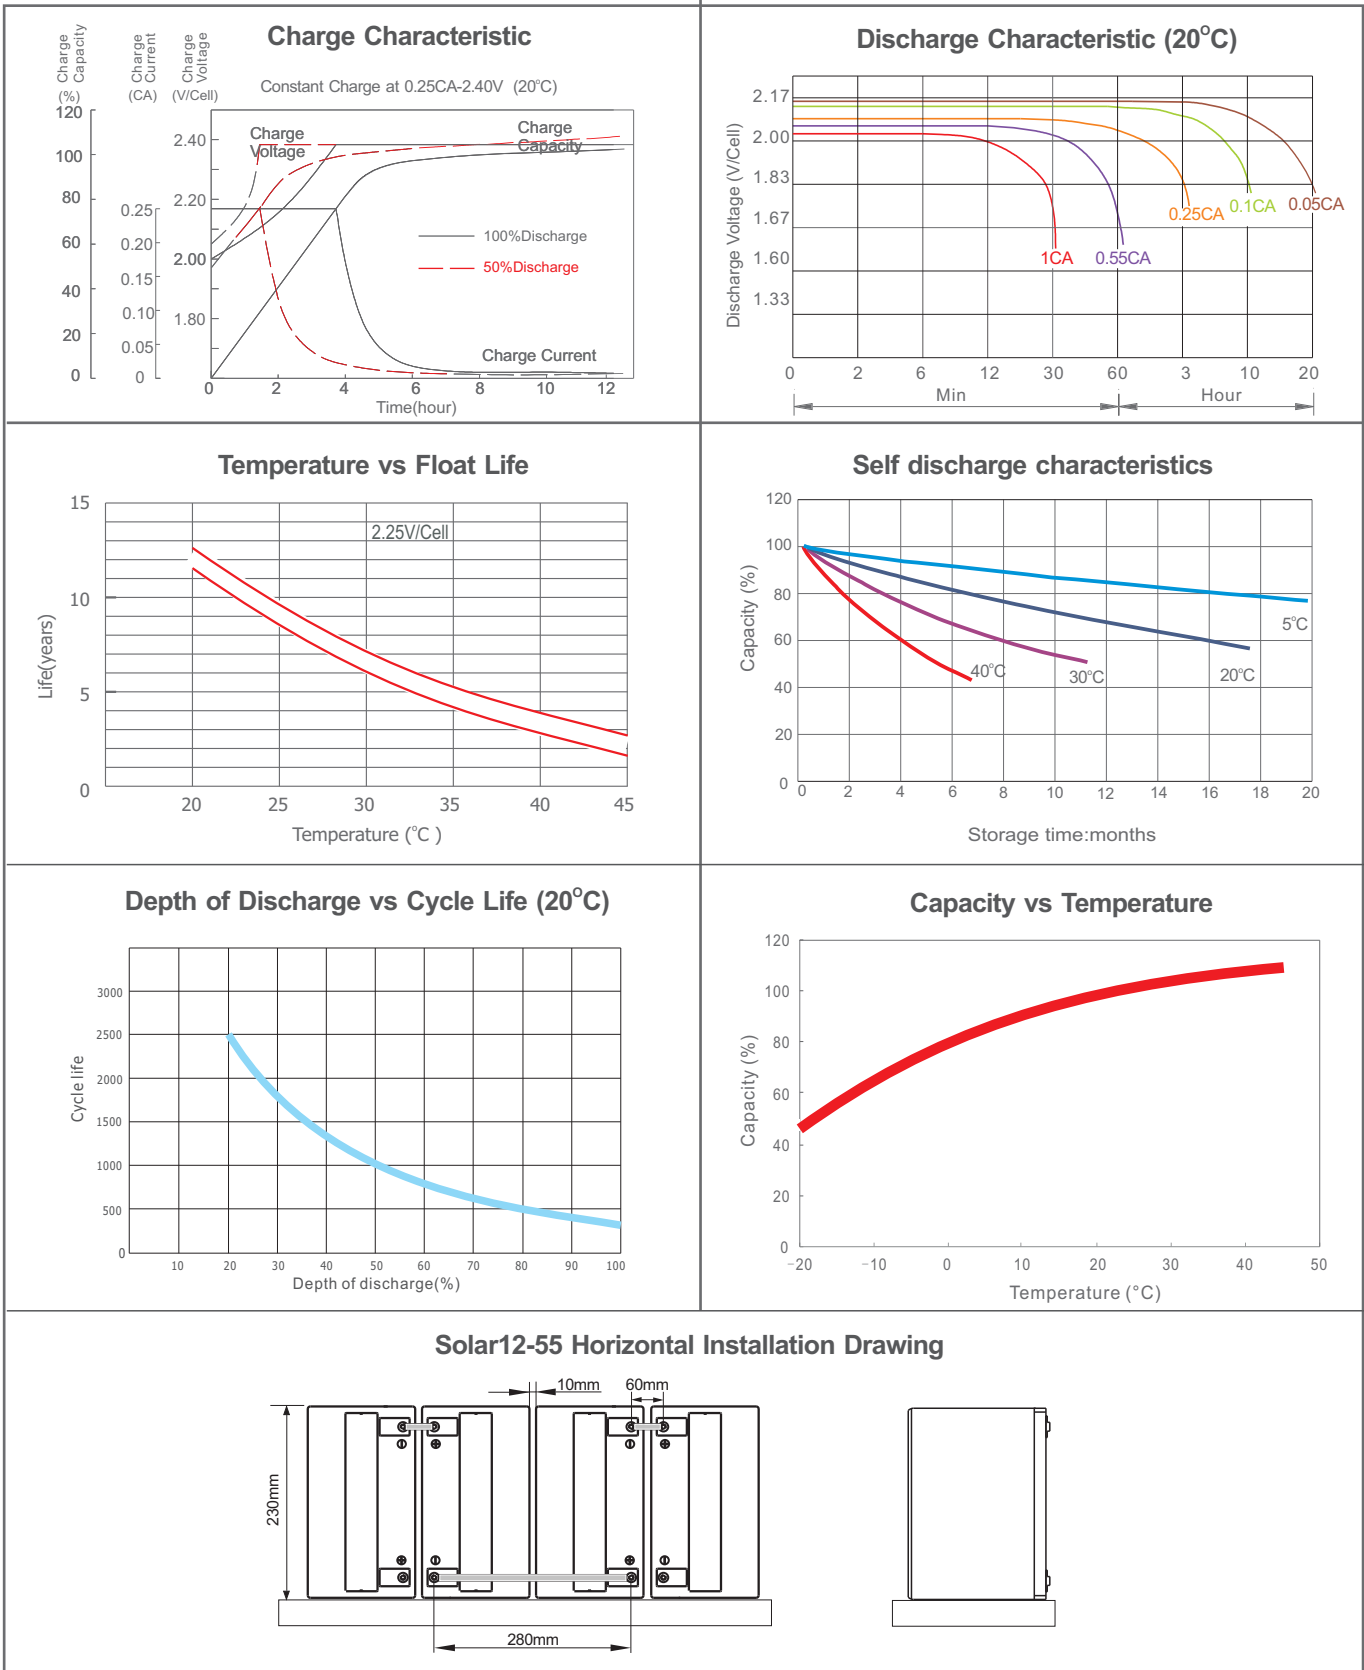 Charge Characteristic
Charge
Capacity
(%)
Charge
Current
(CA)
Charge
Voltage
(V/Cell)
Constant Charge at 0.25CA-2.40V (20°C)
120
100
80
60
40
20
0
0.25
0.20
0.15
0.10
0.05
0
2.40
2.20
2.00
1.80
Charge
Voltage
Charge
Capacity
100%Discharge
50%Discharge
Charge Current
0 2 4 6 8 10 12
Time(hour)
Discharge Characteristic (20°C)
Discharge Voltage (V/Cell)
2.17
2.00
1.83
1.67
1.60
1.33
1CA
0.55CA
0.25CA
0.1CA
0.05CA
0 2 6 12 30 60 3 10 20
Min Hour
Temperature vs Float Life
Life(years)
15
10
5
0
2.25V/Cell
20 25 30 35 40 45
Temperature (°C )
Self discharge characteristics
Capacity (%)
120
100
80
60
40
20
0
5°C
20°C
30°C
40°C
0 2 4 6 8 10 12 14 16 18 20
Storage time:months
Depth of Discharge vs Cycle Life (20°C)
Cycle life
3000
2500
2000
1500
1000
500
0
10 20 30 40 50 60 70 80 90 100
Depth of discharge(%)
Capacity vs Temperature
Capacity (%)
120
100
80
60
40
20
0
−20 −10 0 10 20 30 40 50
Temperature (°C)
Solar12-55 Horizontal Installation Drawing
10mm 60mm
230mm
280mm